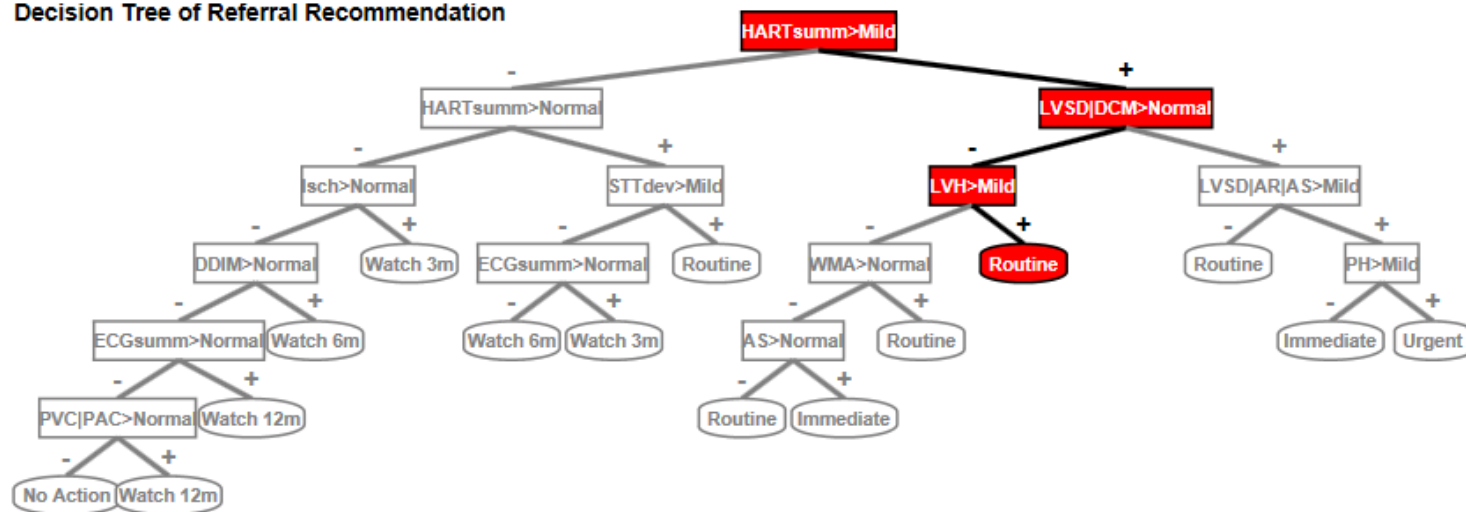 Decision Tree of Referral Recommendation
HARTsumm>Mild
- +
HARTsumm>Normal LVSD|DCM>Normal
- + - +
Isch>Normal STTdev>Mild LVH>Mild LVSD|AR|AS>Mild
- + - + - + - +
DDIM>Normal Watch 3m ECGsumm>Normal Routine WMA>Normal Routine Routine PH>Mild
- + - + - + - +
ECGsumm>Normal Watch 6m Watch 6m Watch 3m AS>Normal Routine Immediate Urgent
- + - +
PVC|PAC>Normal Watch 12m Routine Immediate
- +
No Action Watch 12m